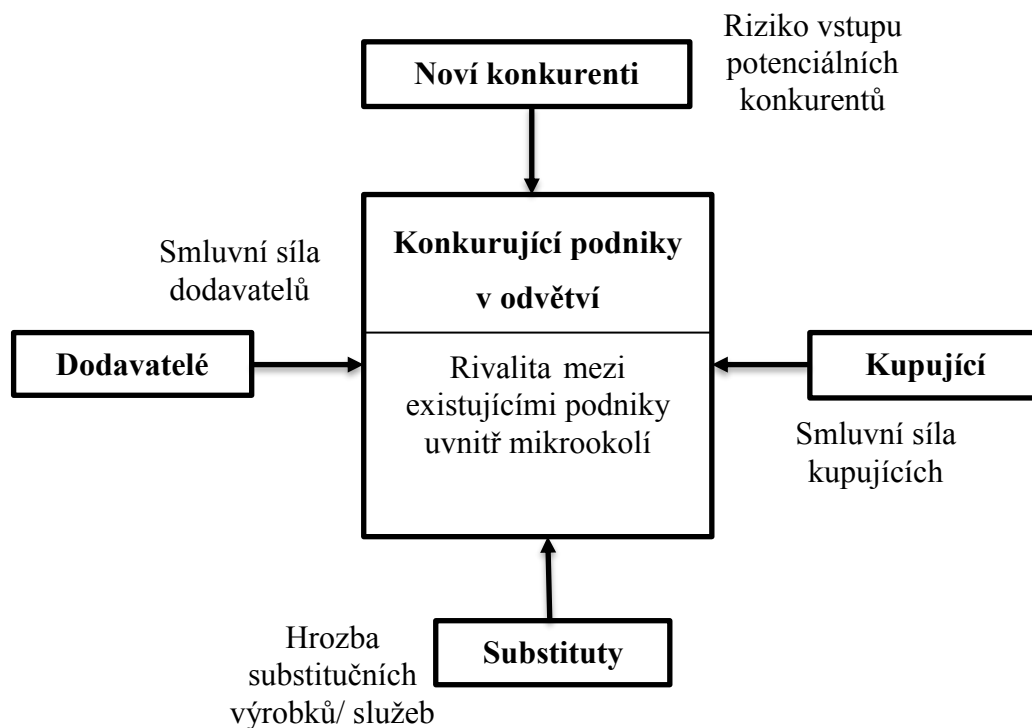 Riziko vstupu
potenciálních
konkurentů
Noví konkurenti
Smluvní síla
dodavatelů
Konkurující podniky
v odvětví
Dodavatelé
Rivalita mezi
existujícími podniky
uvnitř mikrookolí
Kupující
Smluvní síla
kupujících
Hrozba
substitučních
výrobků/ služeb
Substituty